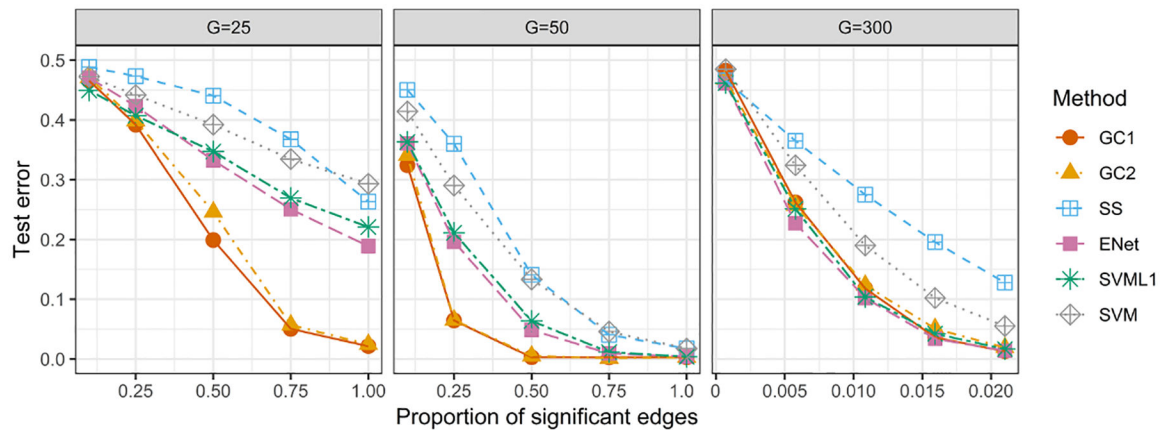 G=25 G=50 G=300
Test error
0.5
0.4
0.3
0.2
0.1
0.0
0.25 0.50 0.75 1.00 0.25 0.50 0.75 1.0 0 0.005 0.010 0.015 0.020
Proportion of significant edges
Method
GC1
GC2
SS
ENet
SVML1
SVM